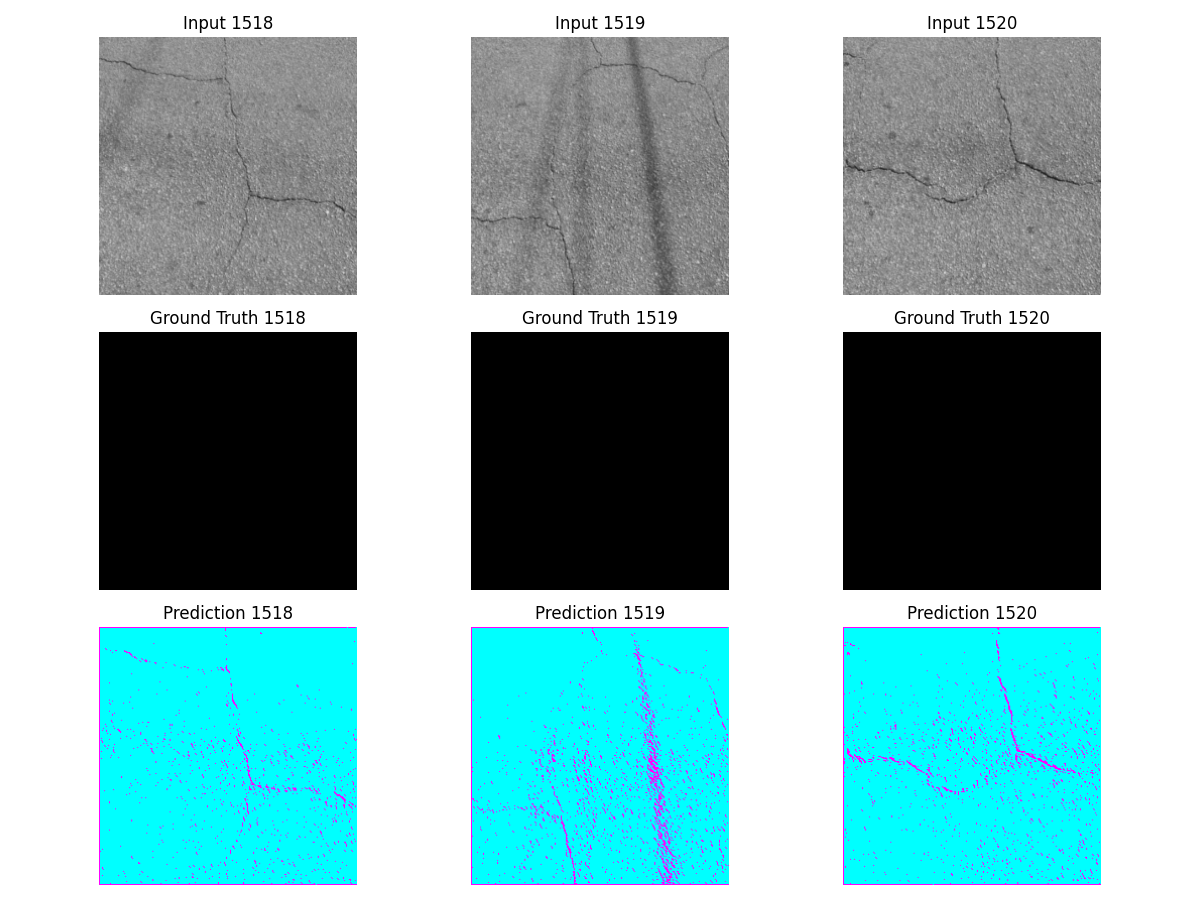 Input 1518
Input 1519
Input 1520
Ground Truth 1518
Ground Truth 1519
Ground Truth 1520
Prediction 1518
Prediction 1519
Prediction 1520